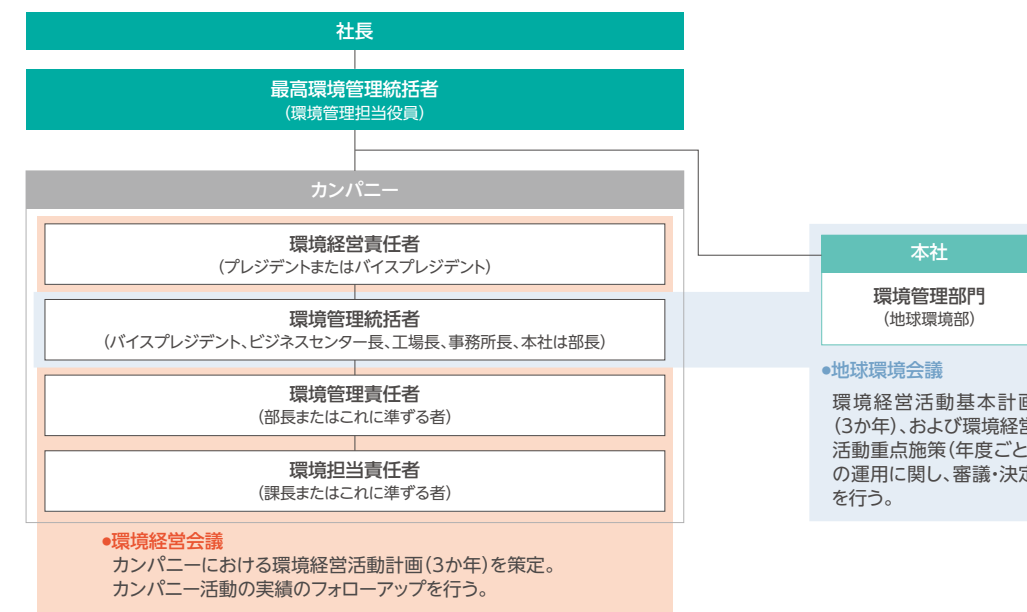 社長
最高環境管理統括者
（環境管理担当役員）
カンパニー
環境経営責任者
（プレジデントまたはバイスプレジデント）
環境管理統括者
（バイスプレジデント、ビジネスセンター長、工場長、事務所長、本社は部長）
環境管理責任者
（部長またはこれに準ずる者）
環境担当責任者
（課長またはこれに準ずる者）
●環境経営会議
カンパニーにおける環境経営活動計画（3か年）を策定。
カンパニー活動の実績のフォローアップを行う。
本社
環境管理部門
（地球環境部）
●地球環境会議
環境経営活動基本計画
（3か年）、および環境経営
活動重点施策（年度ごと
の運用に関し、審議・決定
を行う。